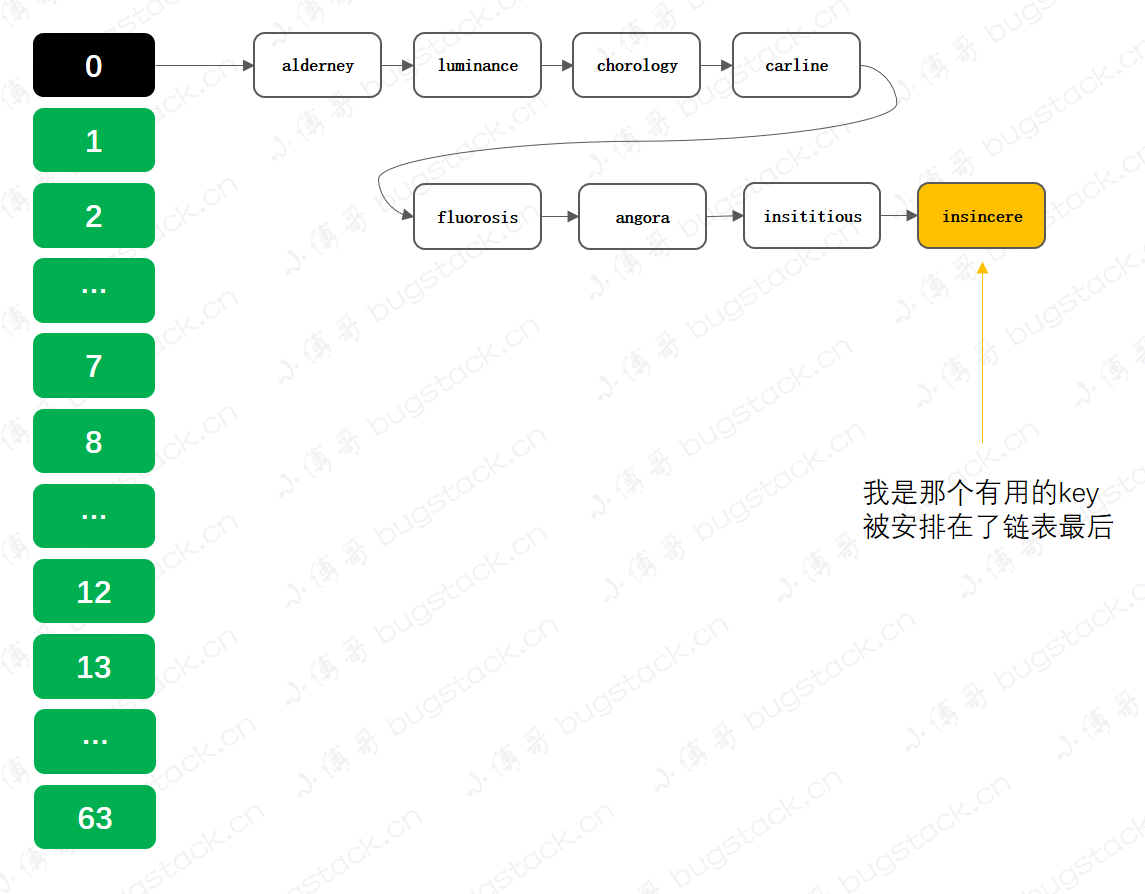 0
alderney
luminance
chorology
carline
1
2
fluorosis
angora
insititious
insincere
...
7
8
我是那个有用的key
被安排在了链表最后
...
12
13
...
63
小傅哥 bugstack.cn